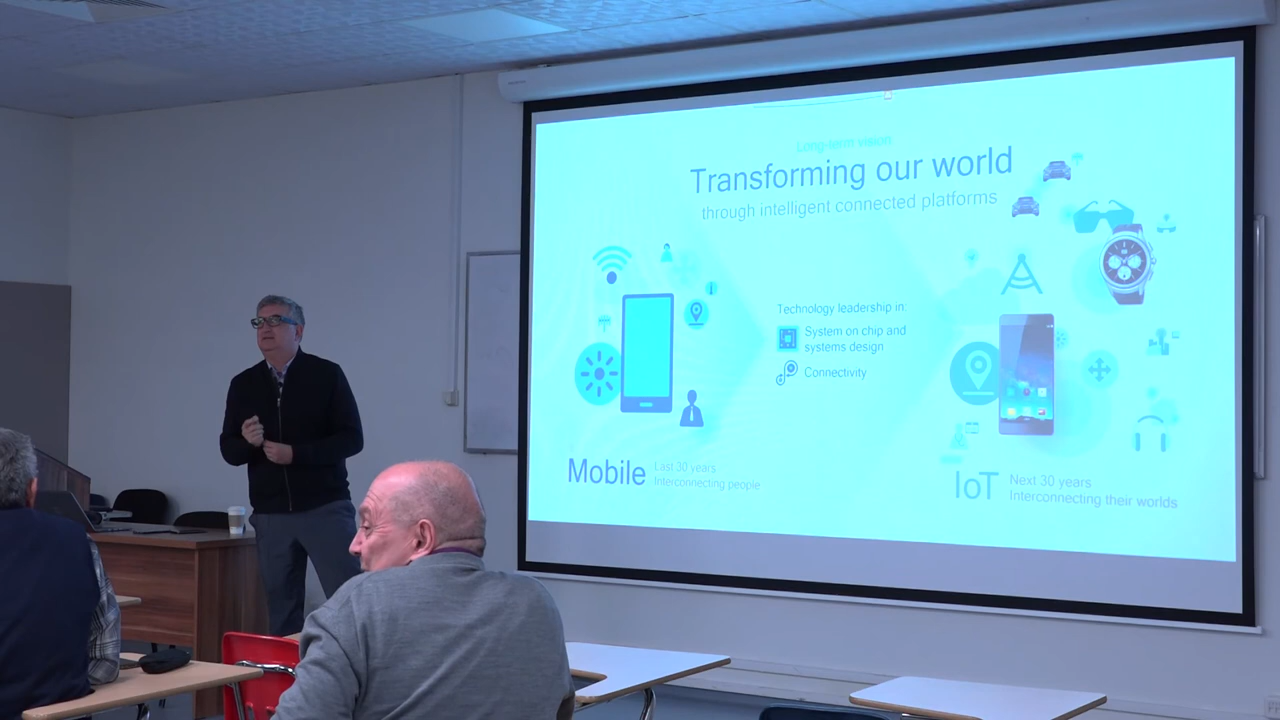 Long-term vision
Transforming our world
through intelligent connected platforms
Technology leadership in:
System on chip and
systems design
Connectivity
Mobile
Last 30 years
Interconnecting people
IoT
Next 30 years
Interconnecting their worlds